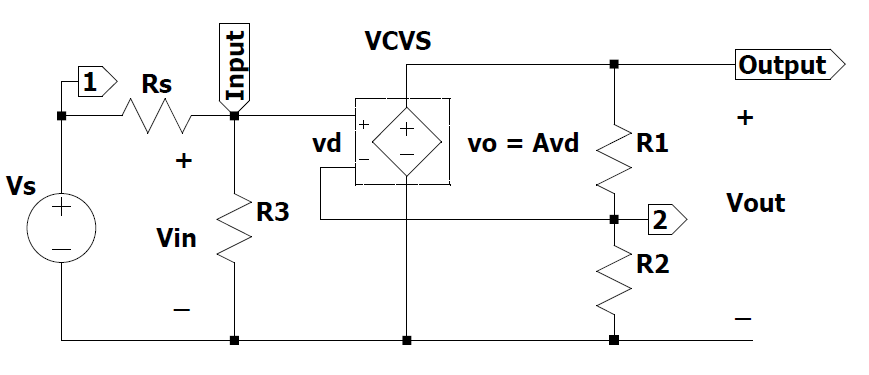 VCVS
Input
1
Rs
Output
+
+
+
vd
+
vo = Avd
R1
+
−
−
Vs
+
R3
2
Vout
Vin
−
R2
−
−